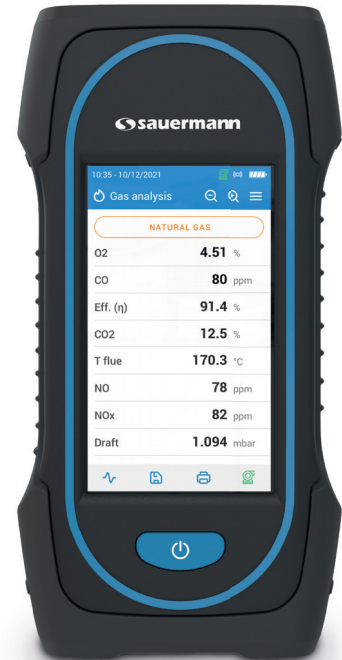 sauermann
10:35 - 10/12/2021
Gas analysis
NATURAL GAS
O2 4.51 %
CO 80 ppm
Eff. (η) 91.4 %
CO2 12.5 %
T flue 170.3 °C
NO 78 ppm
NOx 82 ppm
Draft 1.094 mbar